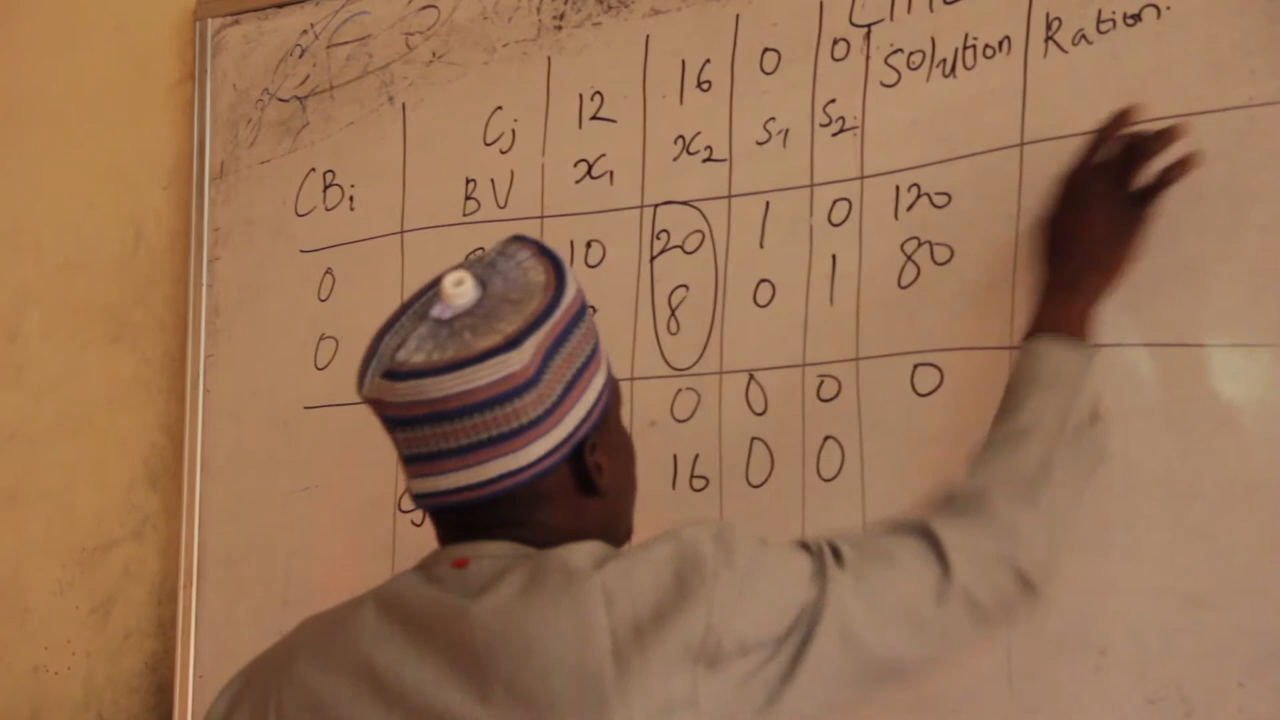 Cj 12 16 0 0 Solution Ration.
CBi BV x₁ x₂ S₁ S₂
0 10 20 1 0 120
0 8 0 1 80
0 0 0 0
16 0 0